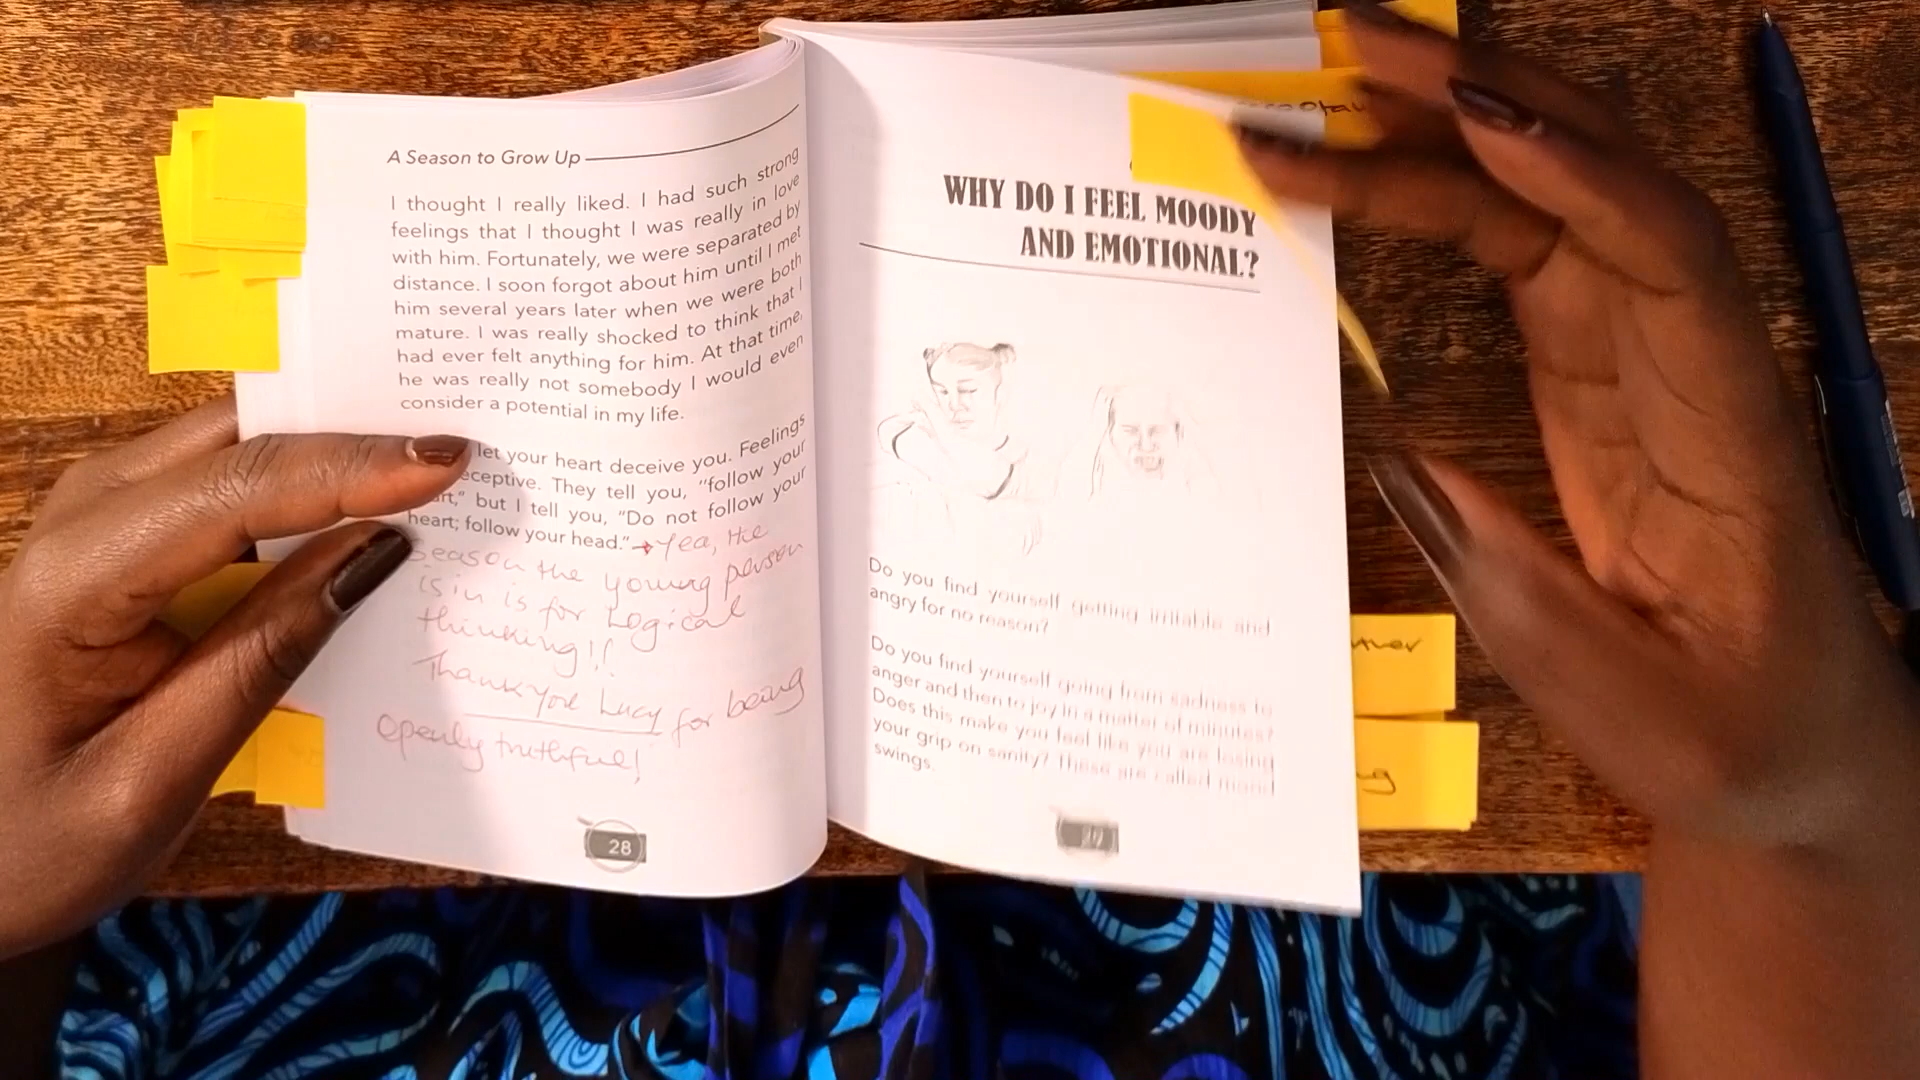 A Season to Grow Up
I thought I really liked. I had such strong
feelings that I thought I was really in love
with him. Fortunately, we were separated by
distance. I soon forgot about him until I met
him several years later when we were both
mature. I was really shocked to think that I
had ever felt anything for him. At that time,
he was really not somebody I would even
consider a potential in my life.
let your heart deceive you. Feelings
eceptive. They tell you, "follow your
art," but I tell you, "Do not follow your
heart; follow your head." Yea, the
season the young person
is in is for Logical
thinking!!
Thank you Lucy for being
openly truthful!
28
WHY DO I FEEL MOODY
AND EMOTIONAL?
Do you find yourself getting irritable and
angry for no reason?
Do you find yourself going from sadness to
anger and then to joy in a matter of minutes?
Does this make you feel like you are losing
your grip on sanity? These are called mood
swings.
29